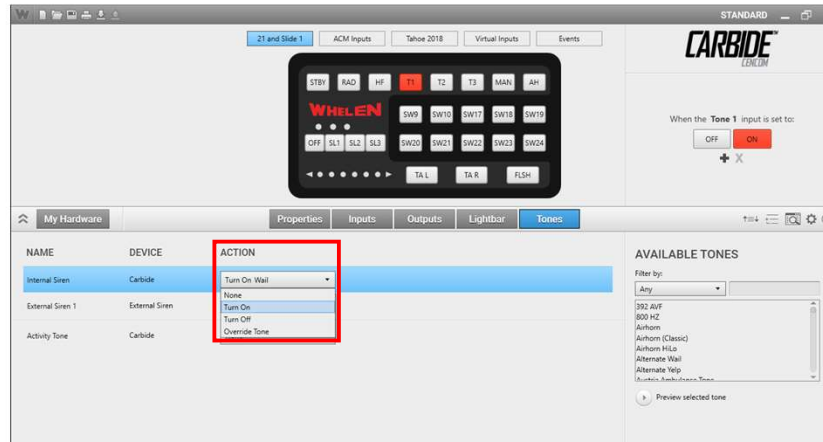 W STANDARD
21 and Slide 1 ACM Inputs Tahoe 2018 Virtual Inputs Events
CARBIDE
CENCOM
STBY RAD HF T1 T2 T3 MAN AH
WHELEN SW9 SW10 SW17 SW18 SW19
OFF SL1 SL2 SL3 SW20 SW21 SW22 SW23 SW24
TA L TA R FLSH
When the Tone 1 input is set to:
OFF ON
My Hardware Properties Inputs Outputs Lightbar Tones
NAME DEVICE ACTION
Internal Siren Carbide Turn On Wail
None
External Siren 1 External Siren Turn On
Turn Off
Override Tone
Activity Tone Carbide
AVAILABLE TONES
Filter by:
Any
392 AVF
800 HZ
Airhorn
Airhorn (Classic)
Airhorn HiLo
Alternate Wail
Alternate Yelp
Austria Ambulance Tone
Preview selected tone